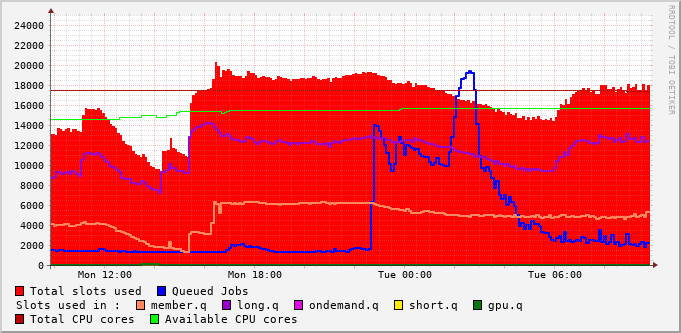 24000
22000
20000
18000
16000
14000
12000
10000
8000
6000
4000
2000
0
Mon 12:00 Mon 18:00 Tue 00:00 Tue 06:00
RRDTOOL / TOBI OETIKER
Total slots used Queued Jobs
Slots used in : member.q long.q ondemand.q short.q gpu.q
Total CPU cores Available CPU cores